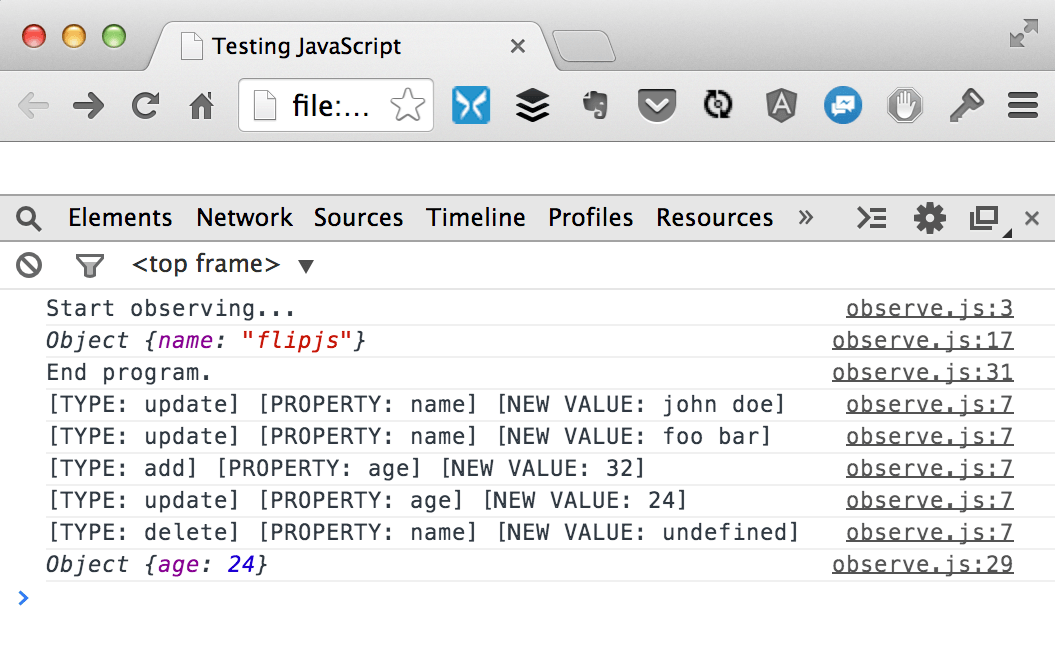 Testing JavaScript
file:...
Elements Network Sources Timeline Profiles Resources »
<top frame> ▼
Start observing... observe.js:3
Object {name: "flipjs"} observe.js:17
End program. observe.js:31
[TYPE: update] [PROPERTY: name] [NEW VALUE: john doe] observe.js:7
[TYPE: update] [PROPERTY: name] [NEW VALUE: foo bar] observe.js:7
[TYPE: add] [PROPERTY: age] [NEW VALUE: 32] observe.js:7
[TYPE: update] [PROPERTY: age] [NEW VALUE: 24] observe.js:7
[TYPE: delete] [PROPERTY: name] [NEW VALUE: undefined] observe.js:7
Object {age: 24} observe.js:29